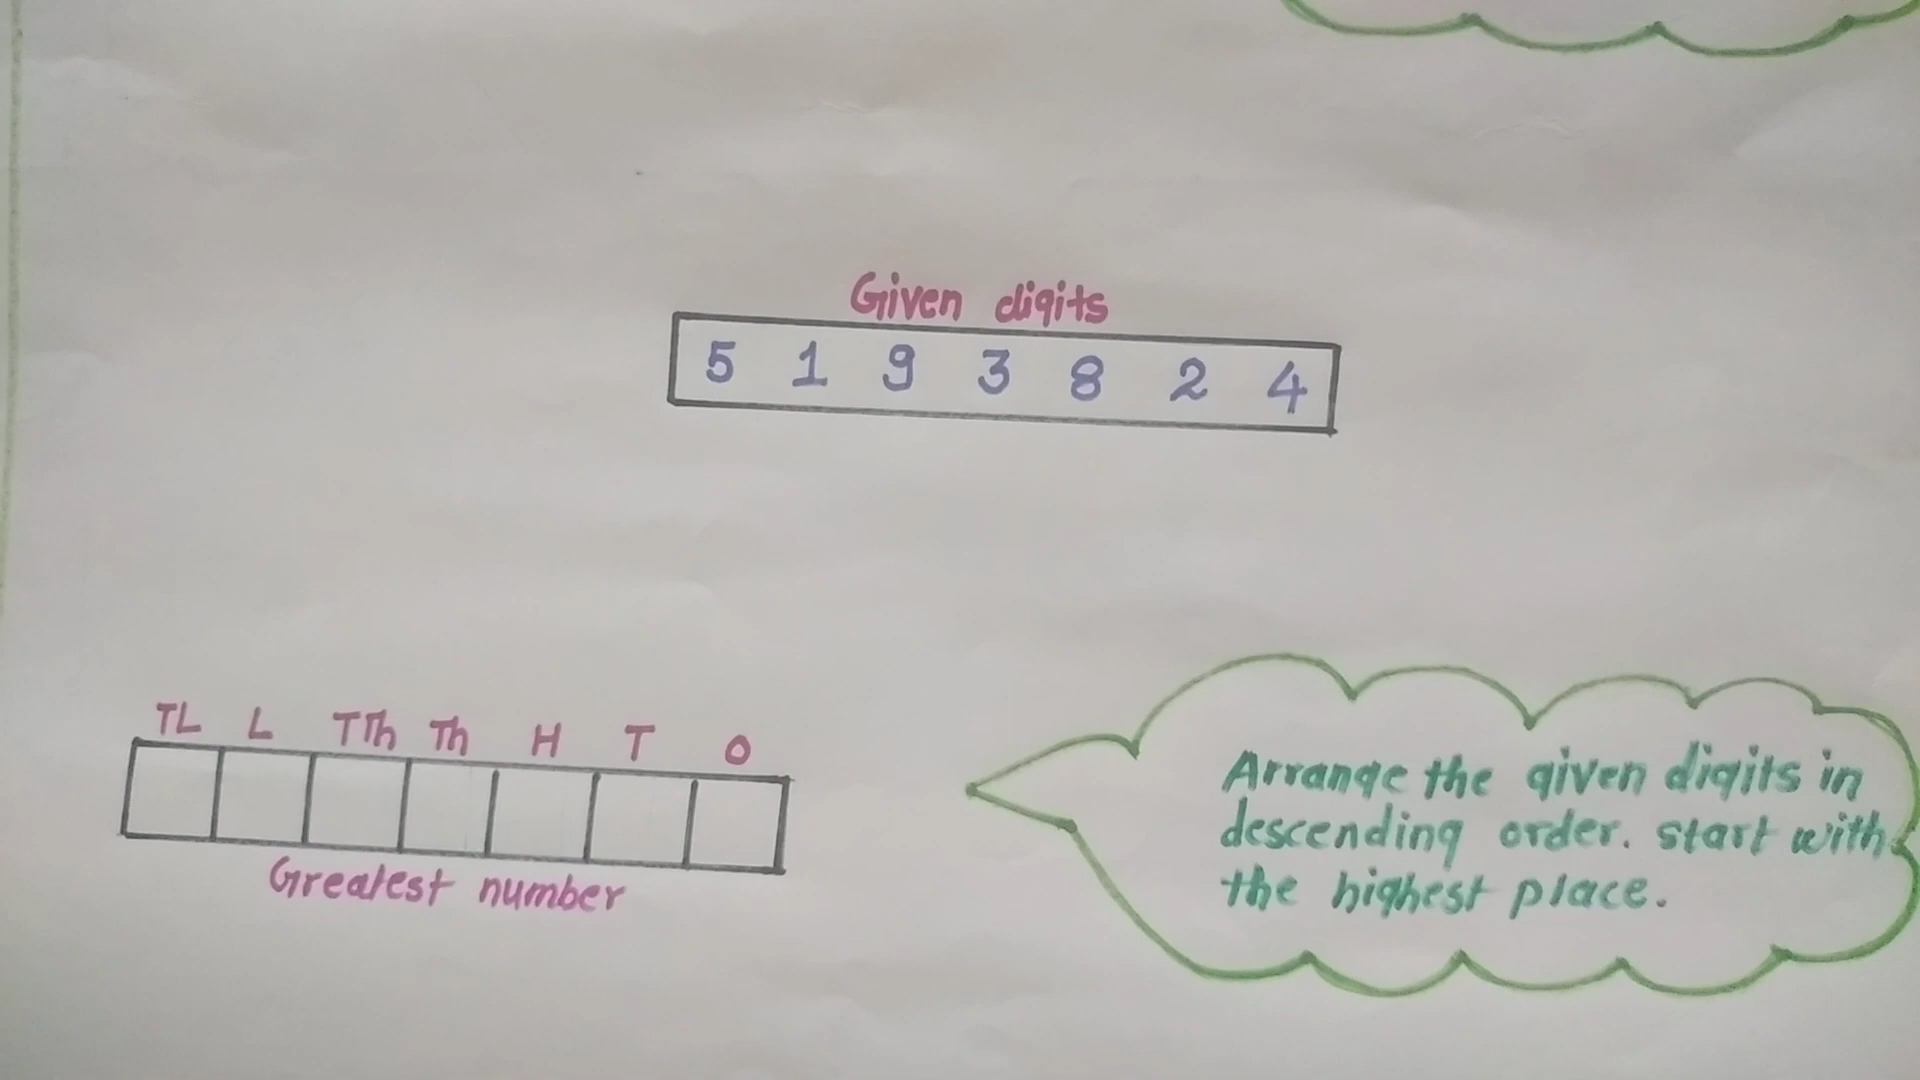 Given digits
5 1 9 3 8 2 4
TL L TTh Th H T O
Greatest number
Arrange the given digits in
descending order. start with
the highest place.